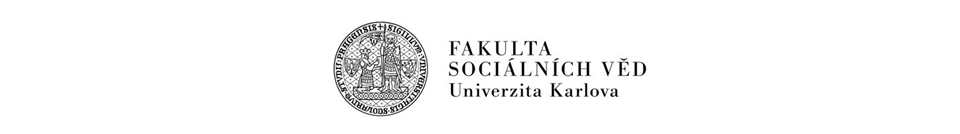 FAKULTA
SOCIÁLNÍCH VĚD
Univerzita Karlova